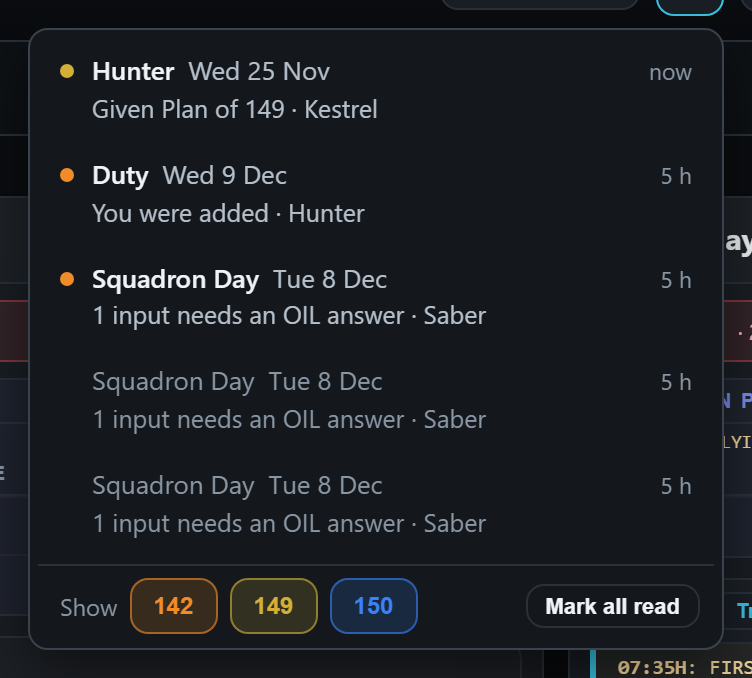 Hunter Wed 25 Nov now
Given Plan of 149 · Kestrel
Duty Wed 9 Dec 5 h
You were added · Hunter
ay
Squadron Day Tue 8 Dec 5 h
1 input needs an OIL answer · Saber
Squadron Day Tue 8 Dec 5 h
1 input needs an OIL answer · Saber
Squadron Day Tue 8 Dec 5 h
1 input needs an OIL answer · Saber
Show 142 149 150 Mark all read
07:35H: FIRS